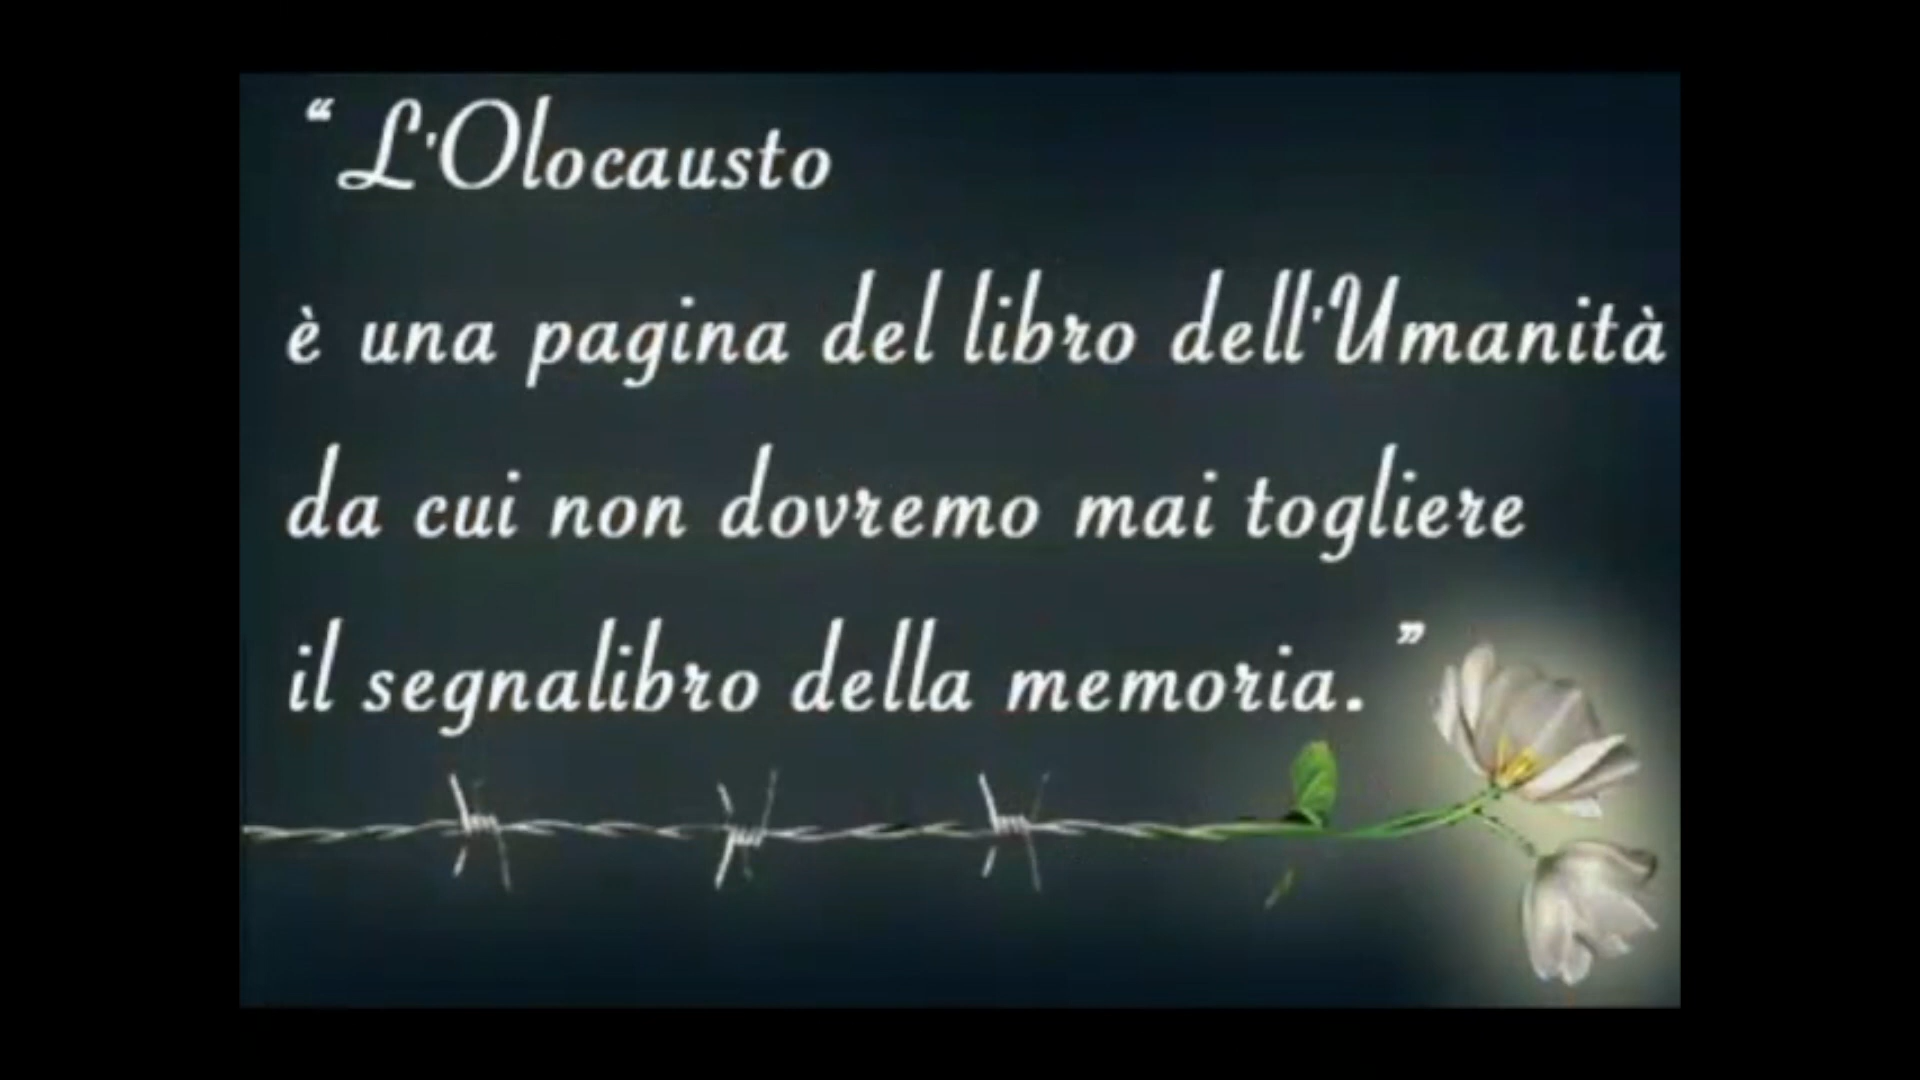 “ L'Olocausto
è una pagina del libro dell'Umanità
da cui non dovremo mai togliere
il segnalibro della memoria. ”